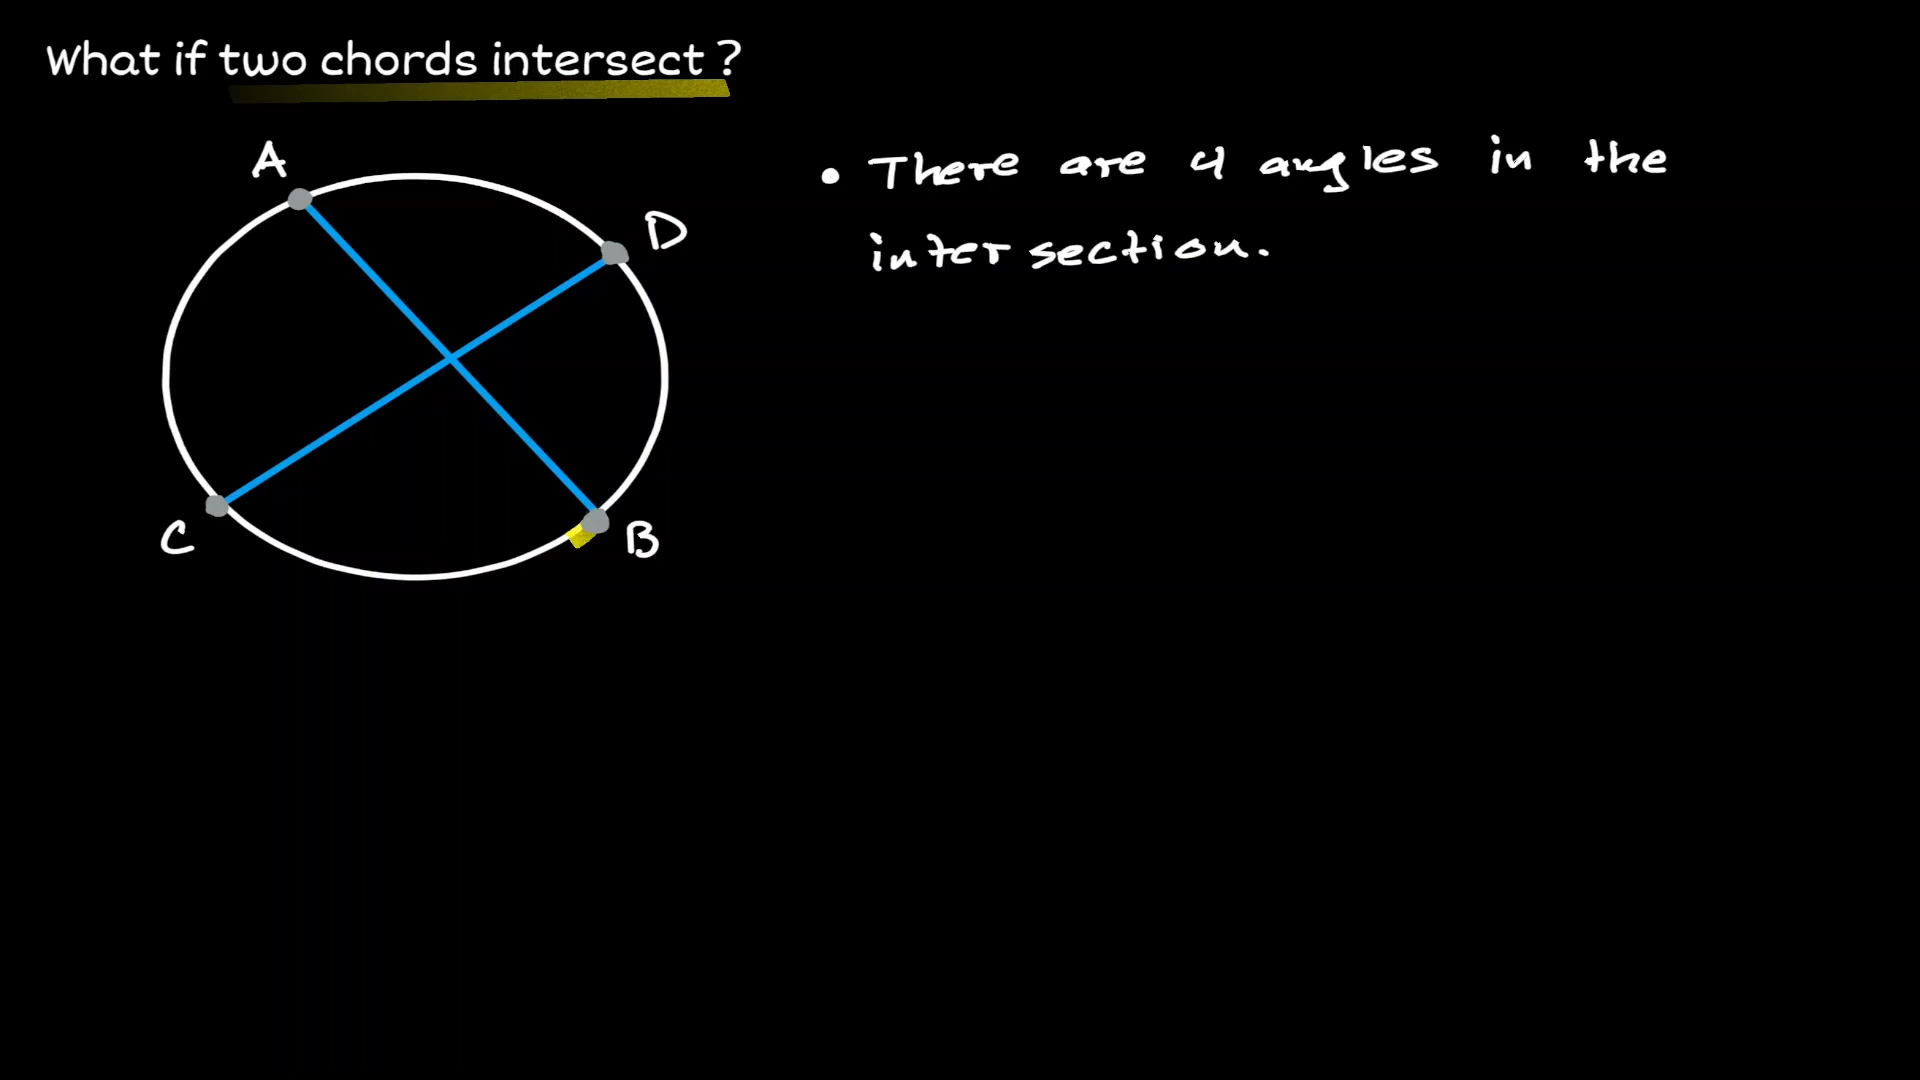 What if two chords intersect ?
A
D
C
B
• There are 4 angles in the
intersection.